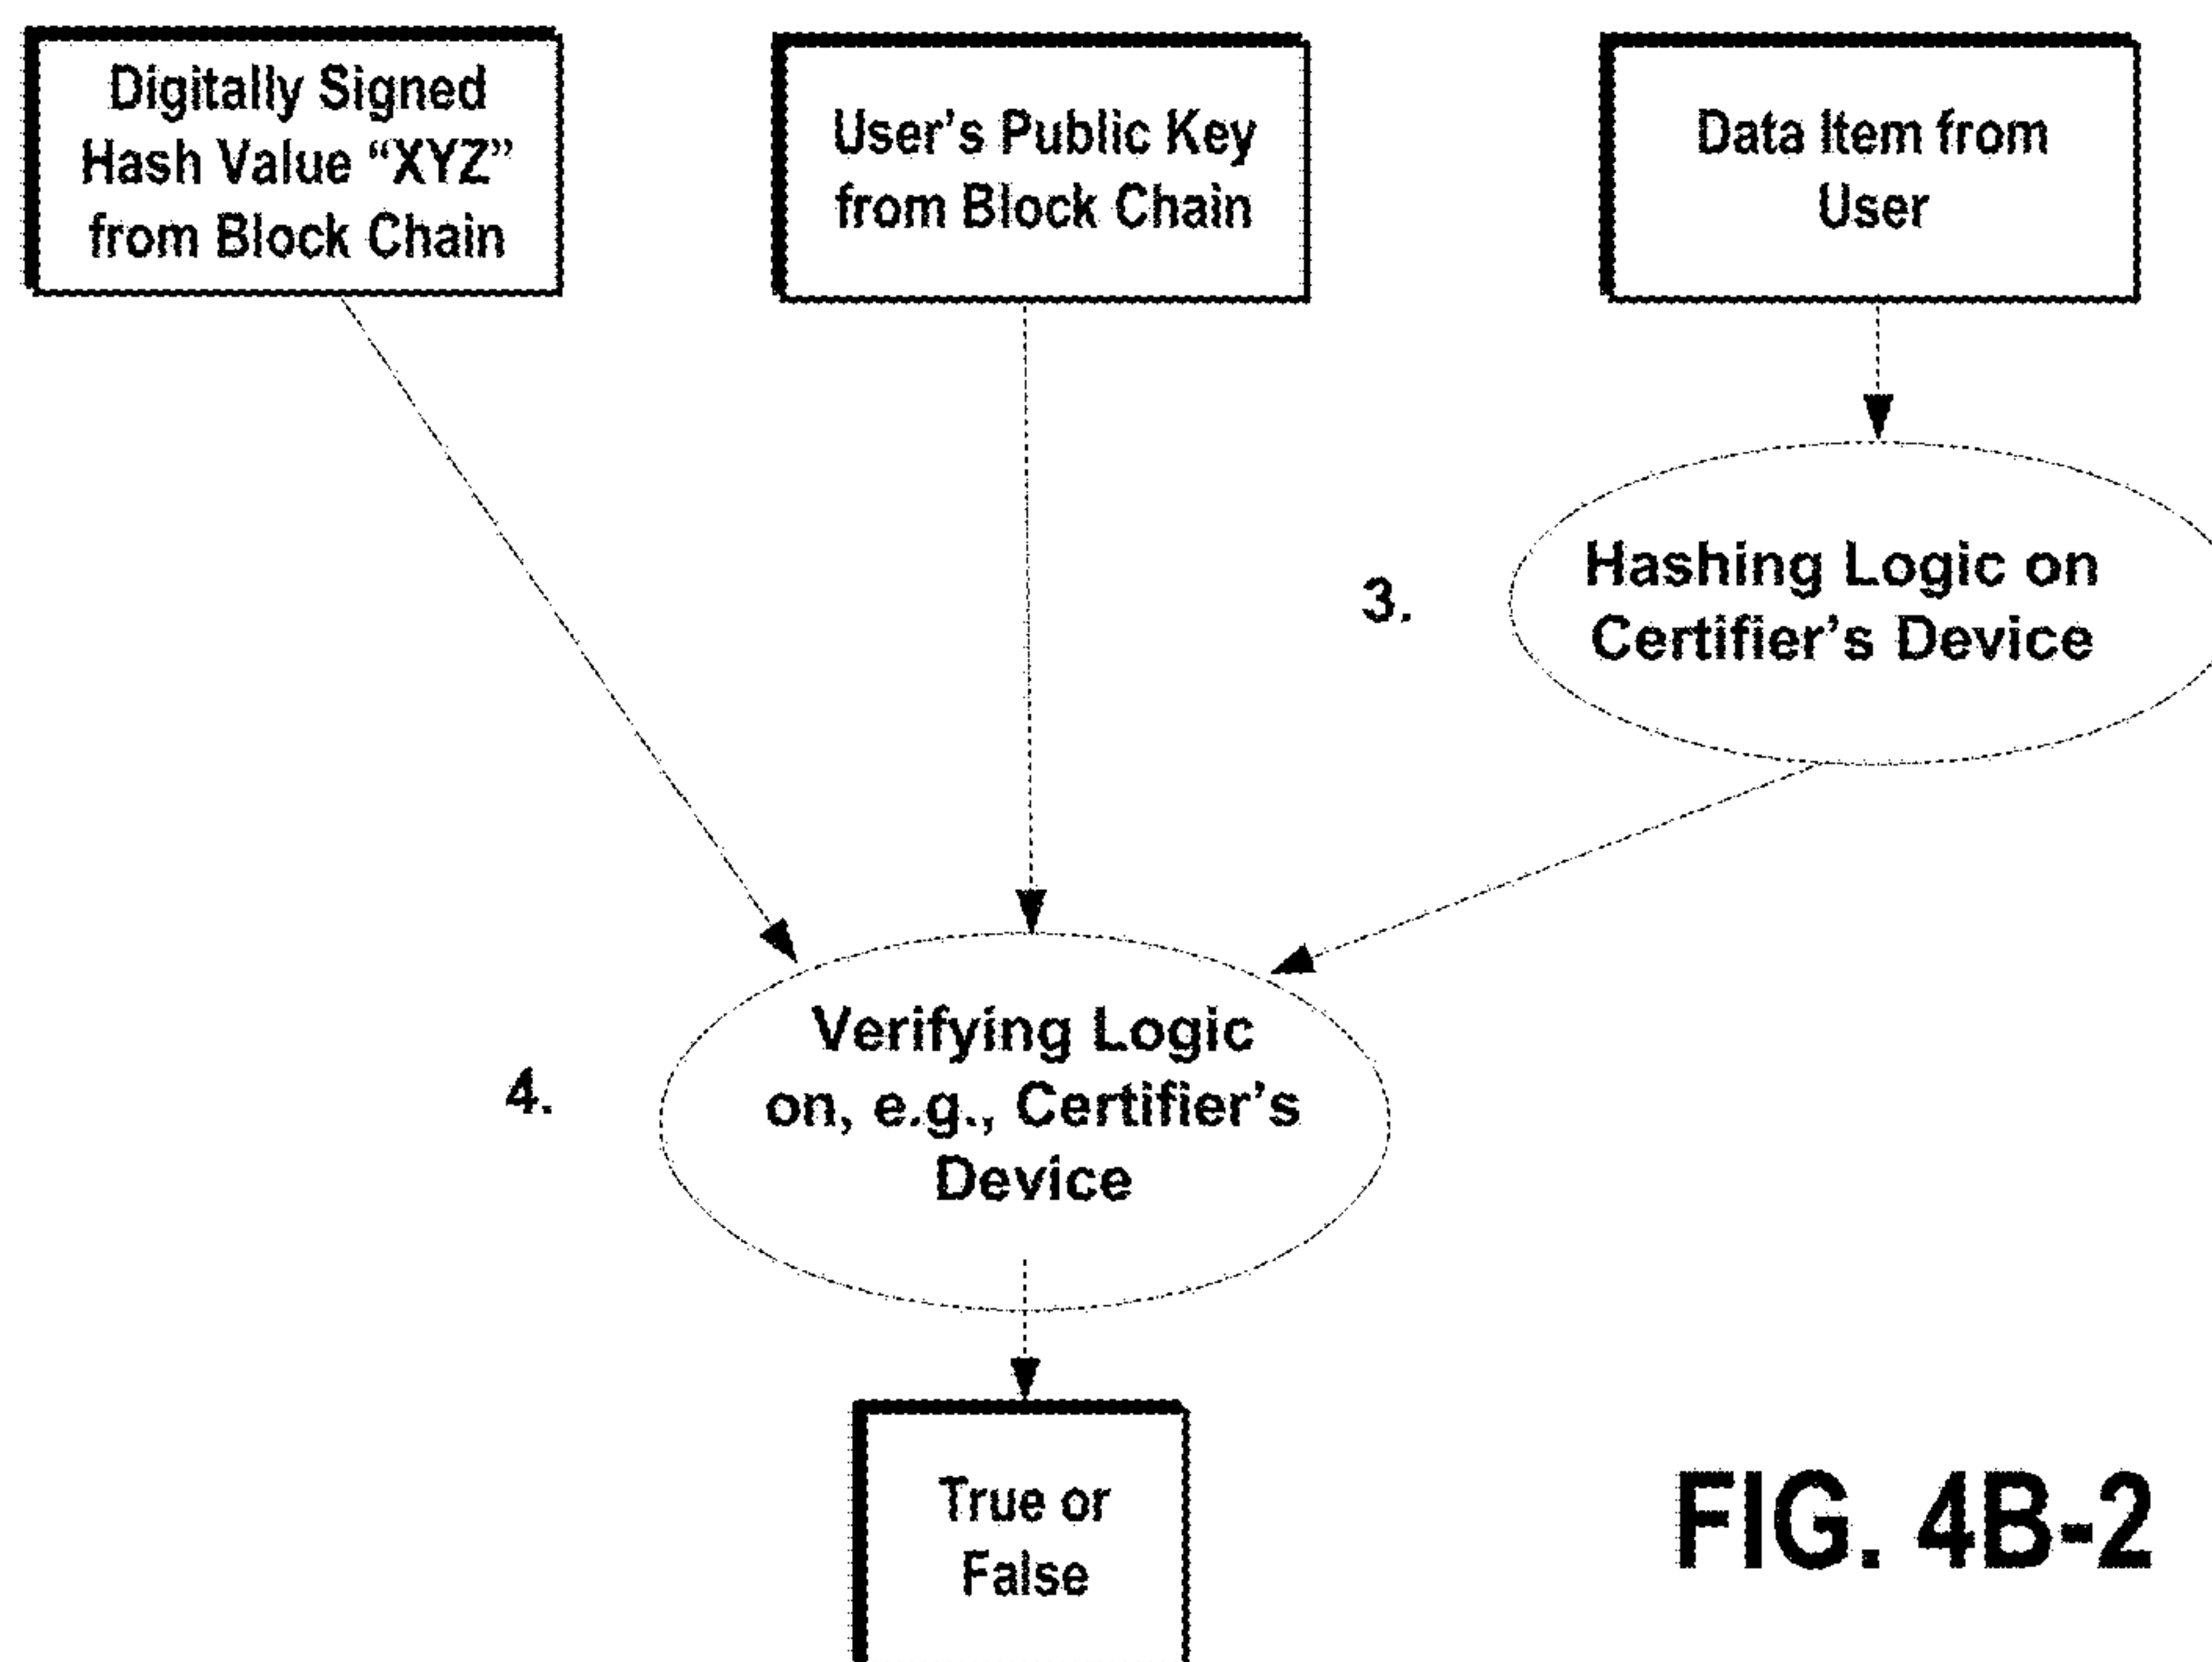 Digitally Signed
Hash Value “XYZ”
from Block Chain
User’s Public Key
from Block Chain
Data Item from
User
3.
Hashing Logic on
Certifier’s Device
4.
Verifying Logic
on, e.g., Certifier’s
Device
True or
False
FIG. 4B-2